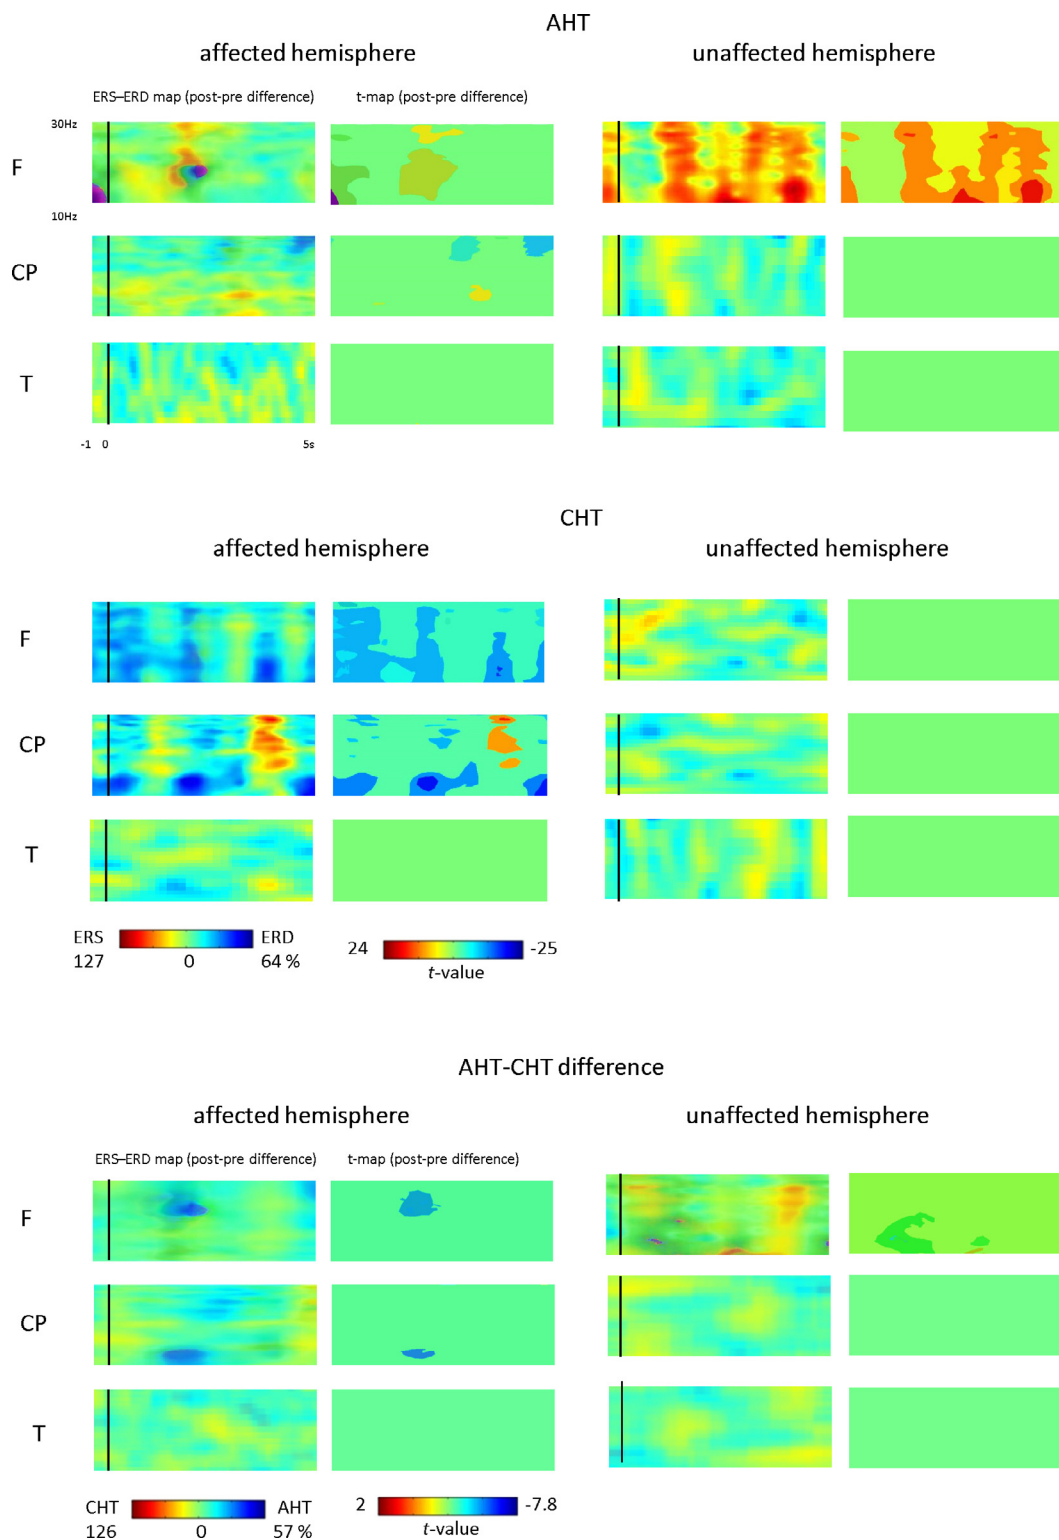 AHT
affected hemisphere unaffected hemisphere
ERS–ERD map (post-pre difference) t-map (post-pre difference)
30Hz
F
10Hz
CP
T
-1 0 5s
CHT
affected hemisphere unaffected hemisphere
F
CP
T
ERS ERD
127 0 64 %
24 -25
t-value
AHT-CHT difference
affected hemisphere unaffected hemisphere
ERS–ERD map (post-pre difference) t-map (post-pre difference)
F
CP
T
CHT AHT
126 0 57 %
2 -7.8
t-value